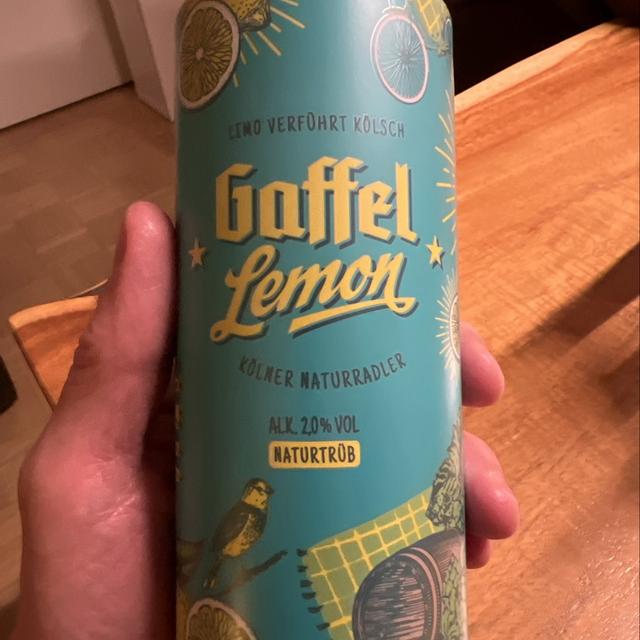 LIMO VERFÜHRT KÖLSCH
Gaffel
Lemon
KÖLNER NATURRADLER
ALK. 2,0% VOL
NATURTRÜB